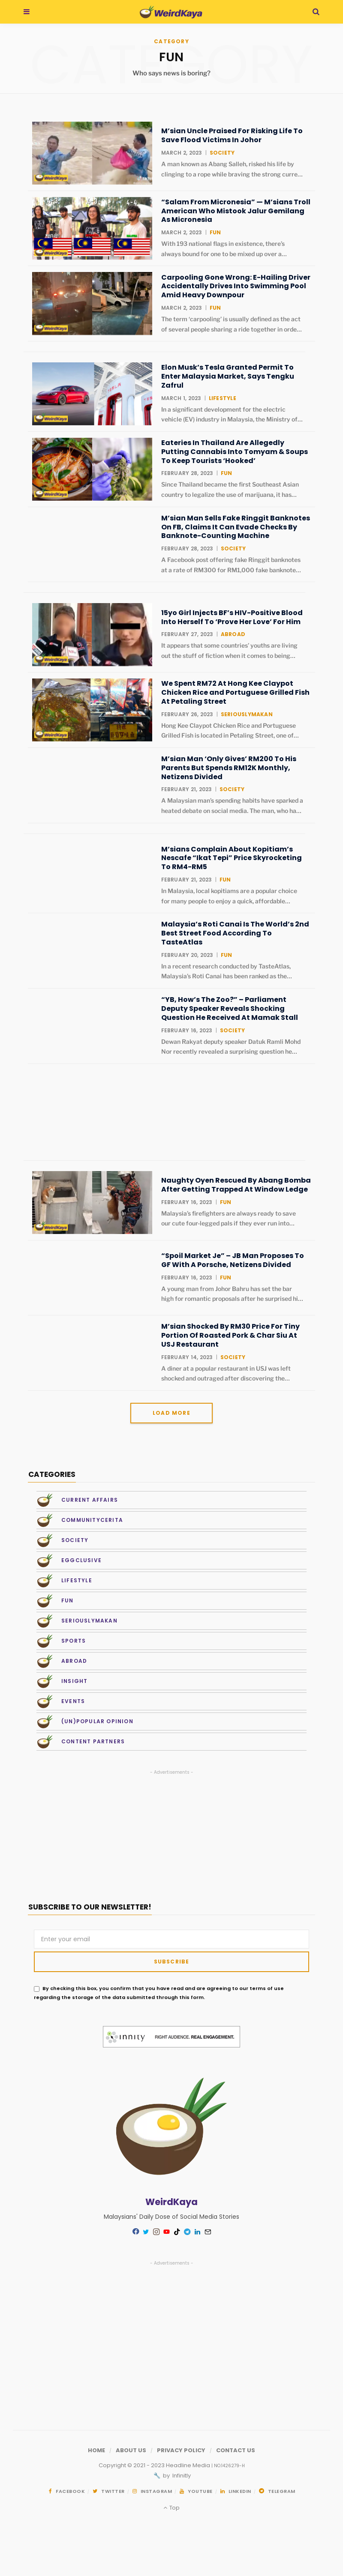 WeirdKaya
CATEGORY
CATEGORY
FUN
Who says news is boring?
M'sian Uncle Praised For Risking Life To
Save Flood Victims In Johor
MARCH 2, 2023 | SOCIETY
A man known as Abang Salleh, risked his life by
clinging to a rope while braving the strong curre...
WeirdKaya
"Salam From Micronesia" — M'sians Troll
American Who Mistook Jalur Gemilang
As Micronesia
MARCH 2, 2023 | FUN
With 193 national flags in existence, there's
always bound for one to be mixed up over a...
WeirdKaya
Carpooling Gone Wrong: E-Hailing Driver
Accidentally Drives Into Swimming Pool
Amid Heavy Downpour
MARCH 2, 2023 | FUN
The term 'carpooling' is usually defined as the act
of several people sharing a ride together in orde...
WeirdKaya
Elon Musk's Tesla Granted Permit To
Enter Malaysia Market, Says Tengku
Zafrul
MARCH 1, 2023 | LIFESTYLE
In a significant development for the electric
vehicle (EV) industry in Malaysia, the Ministry of...
WeirdKaya
Eateries In Thailand Are Allegedly
Putting Cannabis Into Tomyam & Soups
To Keep Tourists 'Hooked'
FEBRUARY 28, 2023 | FUN
Since Thailand became the first Southeast Asian
country to legalize the use of marijuana, it has...
WeirdKaya
M'sian Man Sells Fake Ringgit Banknotes
On FB, Claims It Can Evade Checks By
Banknote-Counting Machine
FEBRUARY 28, 2023 | SOCIETY
A Facebook post offering fake Ringgit banknotes
at a rate of RM300 for RM1,000 fake banknote...
15yo Girl Injects BF's HIV-Positive Blood
Into Herself To 'Prove Her Love' For Him
FEBRUARY 27, 2023 | ABROAD
It appears that some countries' youths are living
out the stuff of fiction when it comes to being...
WeirdKaya
We Spent RM72 At Hong Kee Claypot
Chicken Rice and Portuguese Grilled Fish
At Petaling Street
FEBRUARY 26, 2023 | SERIOUSLYMAKAN
Hong Kee Claypot Chicken Rice and Portuguese
Grilled Fish is located in Petaling Street, one of...
WeirdKaya
M'sian Man 'Only Gives' RM200 To His
Parents But Spends RM12K Monthly,
Netizens Divided
FEBRUARY 21, 2023 | SOCIETY
A Malaysian man's spending habits have sparked a
heated debate on social media. The man, who ha...
M'sians Complain About Kopitiam's
Nescafe "Ikat Tepi" Price Skyrocketing
To RM4-RM5
FEBRUARY 21, 2023 | FUN
In Malaysia, local kopitiams are a popular choice
for many people to enjoy a quick, affordable...
Malaysia's Roti Canai Is The World's 2nd
Best Street Food According To
TasteAtlas
FEBRUARY 20, 2023 | FUN
In a recent research conducted by TasteAtlas,
Malaysia's Roti Canai has been ranked as the...
"YB, How's The Zoo?" – Parliament
Deputy Speaker Reveals Shocking
Question He Received At Mamak Stall
FEBRUARY 16, 2023 | SOCIETY
Dewan Rakyat deputy speaker Datuk Ramli Mohd
Nor recently revealed a surprising question he...
Naughty Oyen Rescued By Abang Bomba
After Getting Trapped At Window Ledge
FEBRUARY 16, 2023 | FUN
Malaysia's firefighters are always ready to save
our cute four-legged pals if they ever run into...
WeirdKaya
"Spoil Market Je" – JB Man Proposes To
GF With A Porsche, Netizens Divided
FEBRUARY 16, 2023 | FUN
A young man from Johor Bahru has set the bar
high for romantic proposals after he surprised hi...
M'sian Shocked By RM30 Price For Tiny
Portion Of Roasted Pork & Char Siu At
USJ Restaurant
FEBRUARY 14, 2023 | SOCIETY
A diner at a popular restaurant in USJ was left
shocked and outraged after discovering the...
LOAD MORE
CATEGORIES
CURRENT AFFAIRS
COMMUNITYCERITA
SOCIETY
EGGCLUSIVE
LIFESTYLE
FUN
SERIOUSLYMAKAN
SPORTS
ABROAD
INSIGHT
EVENTS
(UN)POPULAR OPINION
CONTENT PARTNERS
- Advertisements -
SUBSCRIBE TO OUR NEWSLETTER!
Enter your email
SUBSCRIBE
By checking this box, you confirm that you have read and are agreeing to our terms of use
regarding the storage of the data submitted through this form.
innity RIGHT AUDIENCE. REAL ENGAGEMENT.
WeirdKaya
Malaysians' Daily Dose of Social Media Stories
- Advertisements -
HOME / ABOUT US / PRIVACY POLICY / CONTACT US
by Infinity
FACEBOOK TWITTER INSTAGRAM YOUTUBE LINKEDIN TELEGRAM
Top